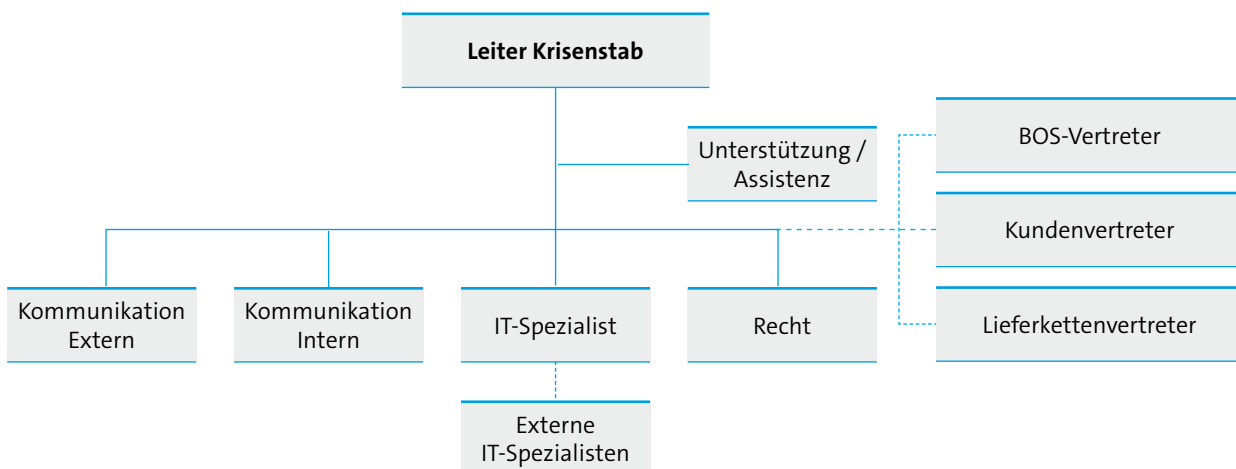 Leiter Krisenstab
Unterstützung /
Assistenz
BOS-Vertreter
Kundenvertreter
Lieferkettenvertreter
Kommunikation
Extern
Kommunikation
Intern
IT-Spezialist
Recht
Externe
IT-Spezialisten